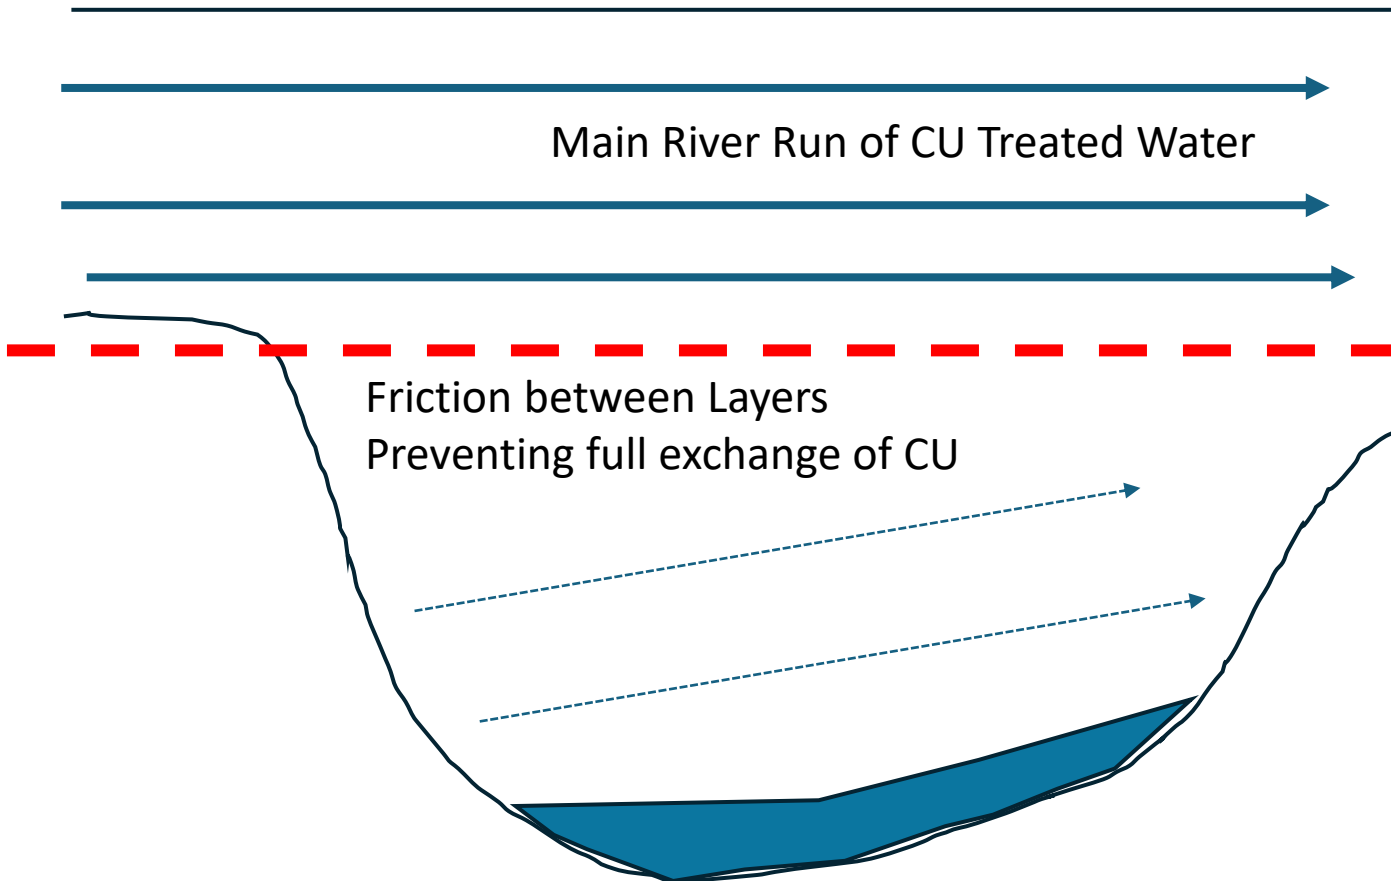 Main River Run of CU Treated Water
Friction between Layers
Preventing full exchange of CU